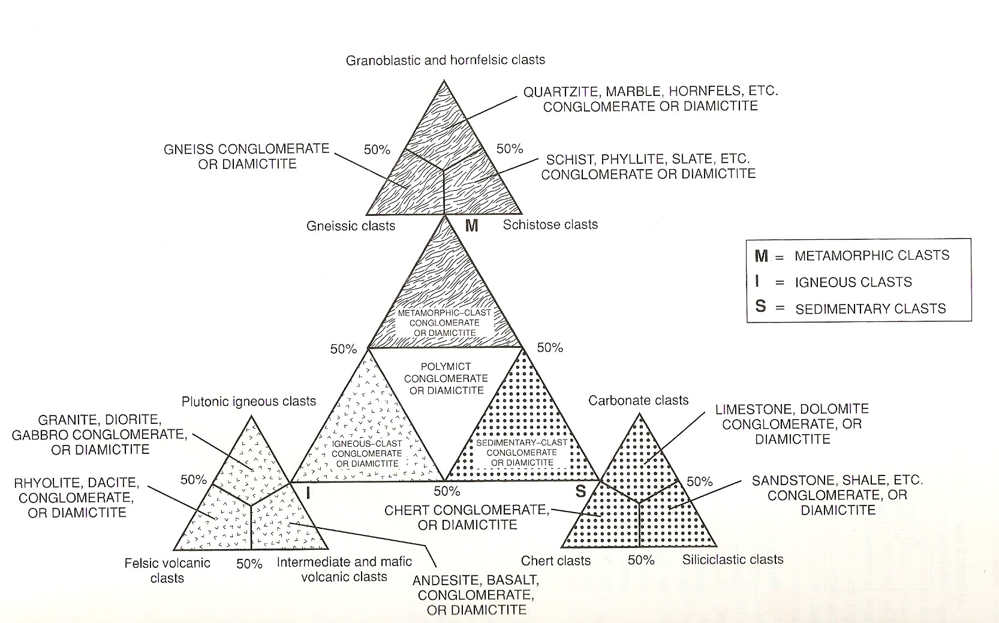 Granoblastic and hornfelsic clasts
QUARTZITE, MARBLE, HORNFELS, ETC.
CONGLOMERATE OR DIAMICTITE
GNEISS CONGLOMERATE
OR DIAMICTITE
50%
50%
SCHIST, PHYLLITE, SLATE, ETC.
CONGLOMERATE OR DIAMICTITE
Gneissic clasts
M
Schistose clasts
M = METAMORPHIC CLASTS
I = IGNEOUS CLASTS
S = SEDIMENTARY CLASTS
METAMORPHIC–CLAST
CONGLOMERATE
OR DIAMICTITE
50%
50%
POLYMICT
CONGLOMERATE
OR DIAMICTITE
Plutonic igneous clasts
GRANITE, DIORITE,
GABBRO CONGLOMERATE,
OR DIAMICTITE
IGNEOUS–CLAST
CONGLOMERATE
OR DIAMICTITE
SEDIMENTARY–CLAST
CONGLOMERATE
OR DIAMICTITE
Carbonate clasts
LIMESTONE, DOLOMITE
CONGLOMERATE, OR
DIAMICTITE
50%
RHYOLITE, DACITE,
CONGLOMERATE,
OR DIAMICTITE
I
50%
S
50%
SANDSTONE, SHALE, ETC.
CONGLOMERATE, OR
DIAMICTITE
CHERT CONGLOMERATE,
OR DIAMICTITE
Felsic volcanic
clasts
50%
Intermediate and mafic
volcanic clasts
Chert clasts
50%
Siliciclastic clasts
ANDESITE, BASALT,
CONGLOMERATE,
OR DIAMICTITE